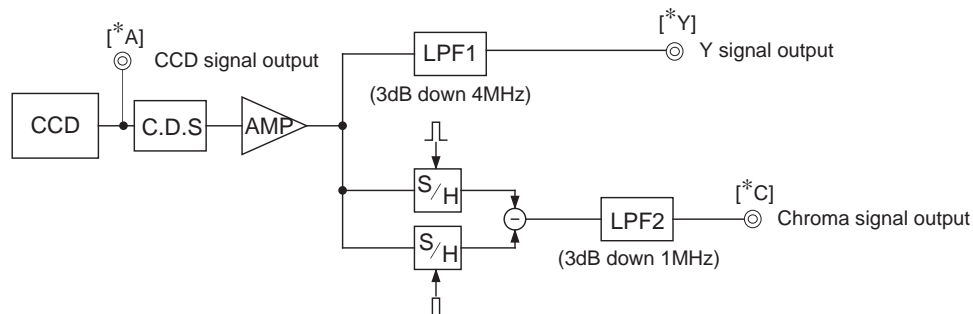 [*A]
CCD signal output
[*Y]
Y signal output
LPF1
(3dB down 4MHz)
CCD
C.D.S
AMP
S/H
[*C]
LPF2
Chroma signal output
S/H
(3dB down 1MHz)